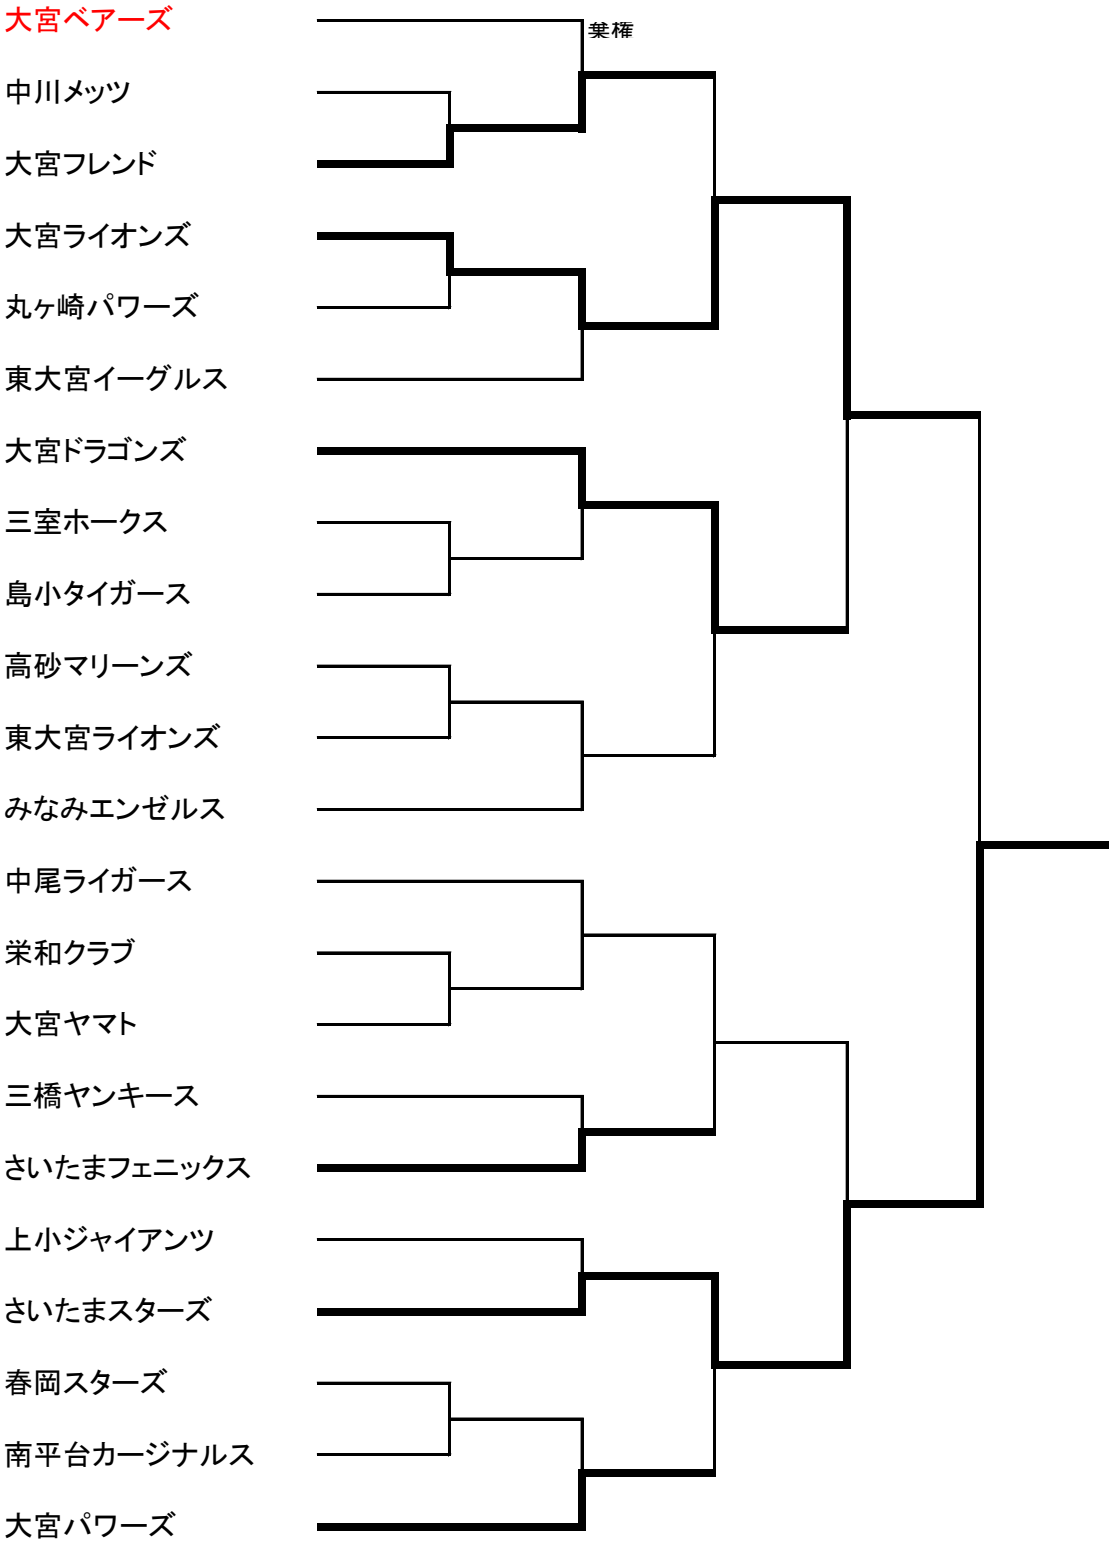 大宮ベアーズ
棄権
中川メッツ
大宮フレンド
大宮ライオンズ
丸ヶ崎パワーズ
東大宮イーグルス
大宮ドラゴンズ
三室ホークス
島小タイガース
高砂マリーンズ
東大宮ライオンズ
みなみエンゼルス
中尾ライガース
栄和クラブ
大宮ヤマト
三橋ヤンキース
さいたまフェニックス
上小ジャイアンツ
さいたまスターズ
春岡スターズ
南平台カージナルス
大宮パワーズ